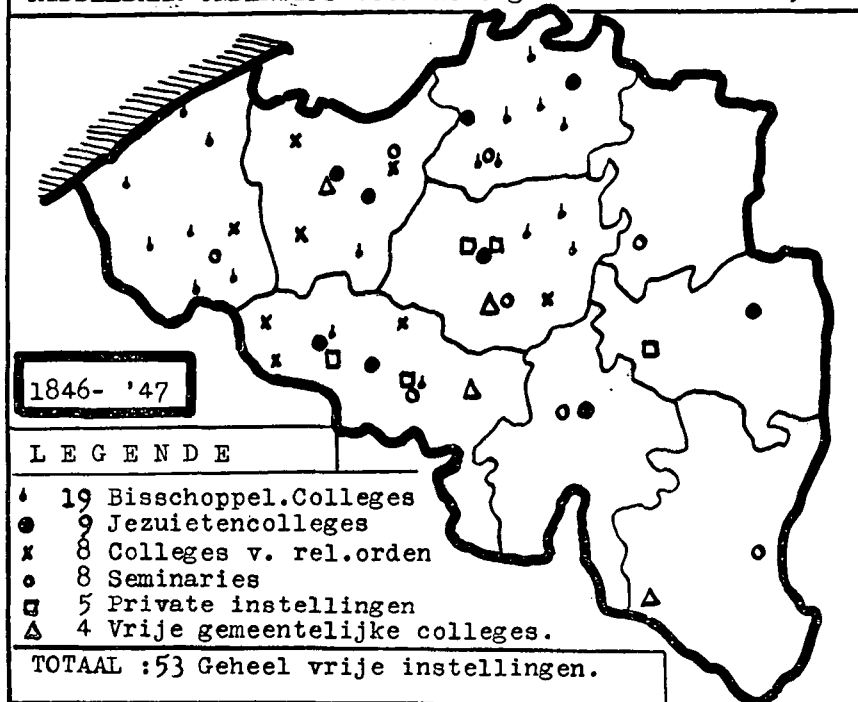 1846- '47
LEGENDE
19 Bisschoppel.Colleges
9 Jezuietencolleges
8 Colleges v. rel.orden
8 Seminaries
5 Private instellingen
4 Vrije gemeentelijke colleges.
TOTAAL :53 Geheel vrije instellingen.